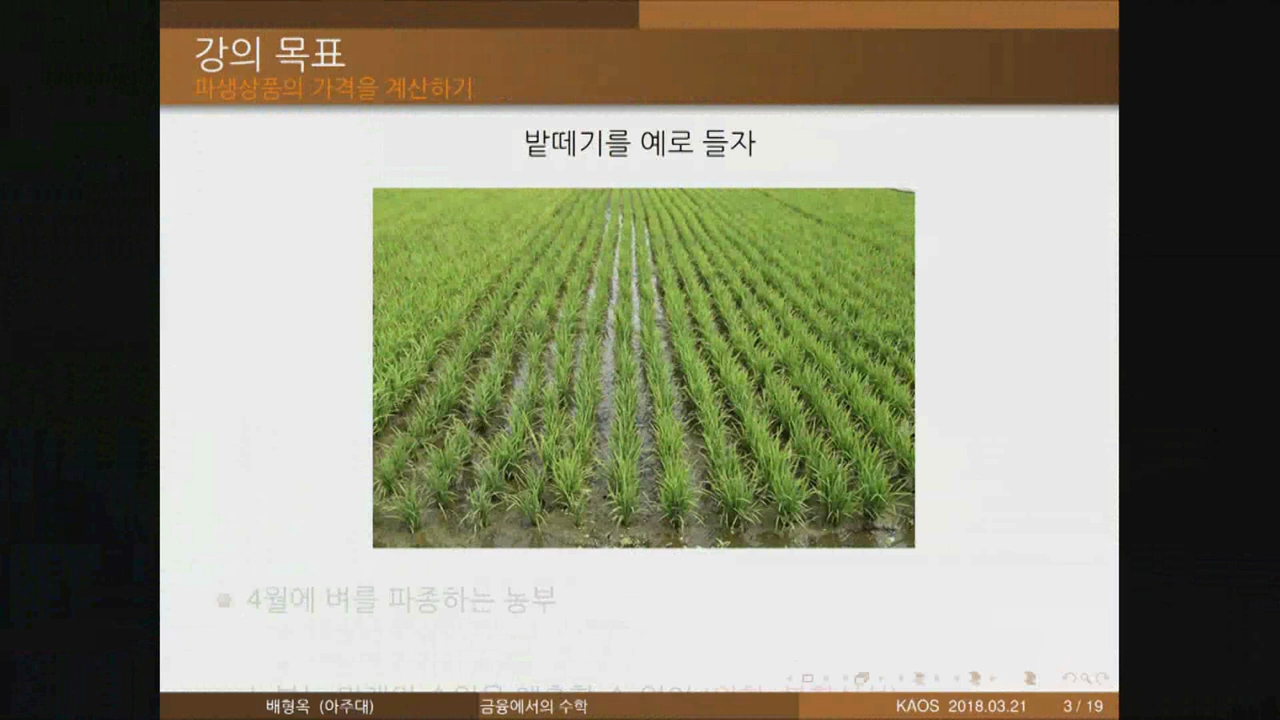 강의 목표
파생상품의 가격을 계산하기
밭떼기를 예로 들자
4월에 벼를 파종하는 농부
배형옥 (아주대) 금융에서의 수학 KAOS 2018.03.21 3 / 19